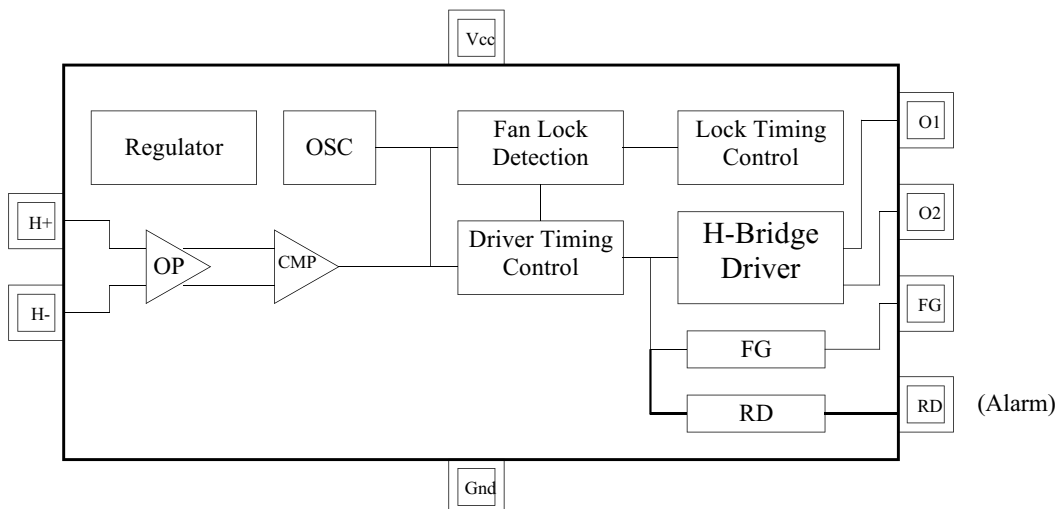 Vcc
Regulator
OSC
Fan Lock
Detection
Lock Timing
Control
O1
H+
OP
CMP
Driver Timing
Control
H-Bridge
Driver
O2
H-
FG
FG
RD
RD
(Alarm)
Gnd